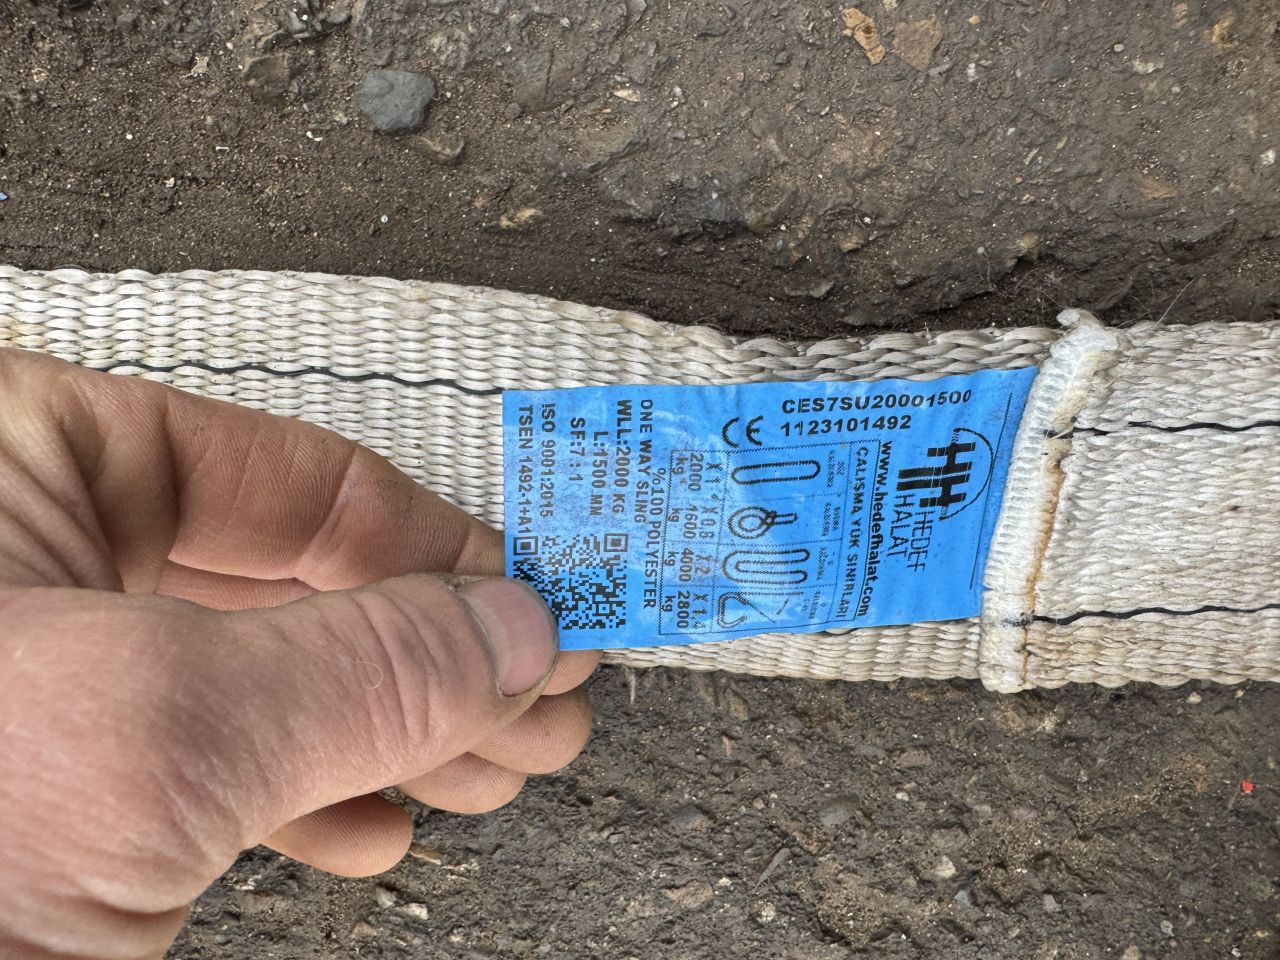 HEDEF
HALAT
www.hedefhalat.com
ÇALIŞMA YÜK SINIRLARI
CES7SU20001500
1123101492
CE
X 1 X 0,8 X 2 X 1,4
2000 1600 4000 2800
kg kg kg kg
%100 POLYESTER
ONE WAY SLING
WLL:2000 KG
L:1500 MM
SF:7 : 1
ISO 9001:2015
TSEN 1492-1+A1